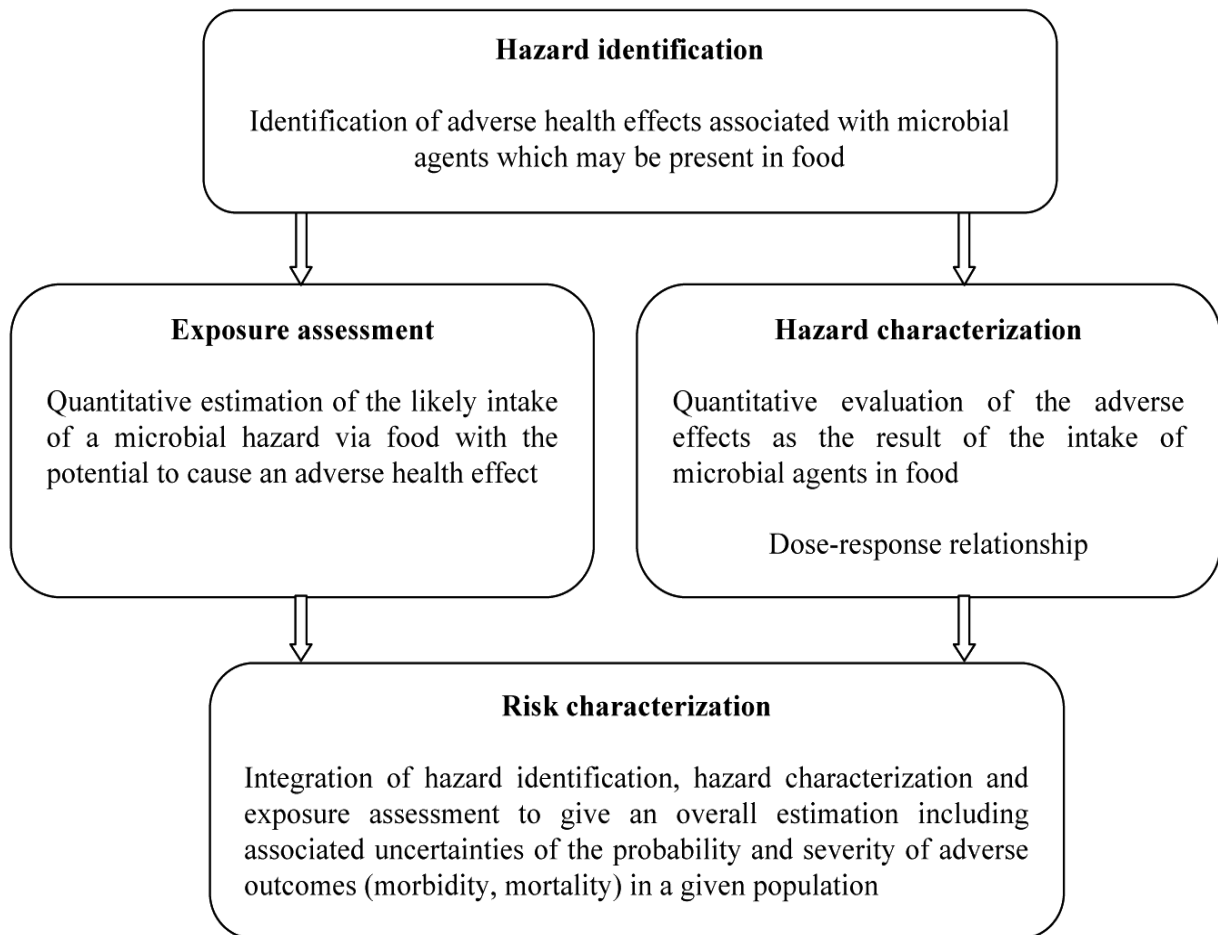 Hazard identification
Identification of adverse health effects associated with microbial
agents which may be present in food
Exposure assessment
Quantitative estimation of the likely intake
of a microbial hazard via food with the
potential to cause an adverse health effect
Hazard characterization
Quantitative evaluation of the adverse
effects as the result of the intake of
microbial agents in food
Dose-response relationship
Risk characterization
Integration of hazard identification, hazard characterization and
exposure assessment to give an overall estimation including
associated uncertainties of the probability and severity of adverse
outcomes (morbidity, mortality) in a given population